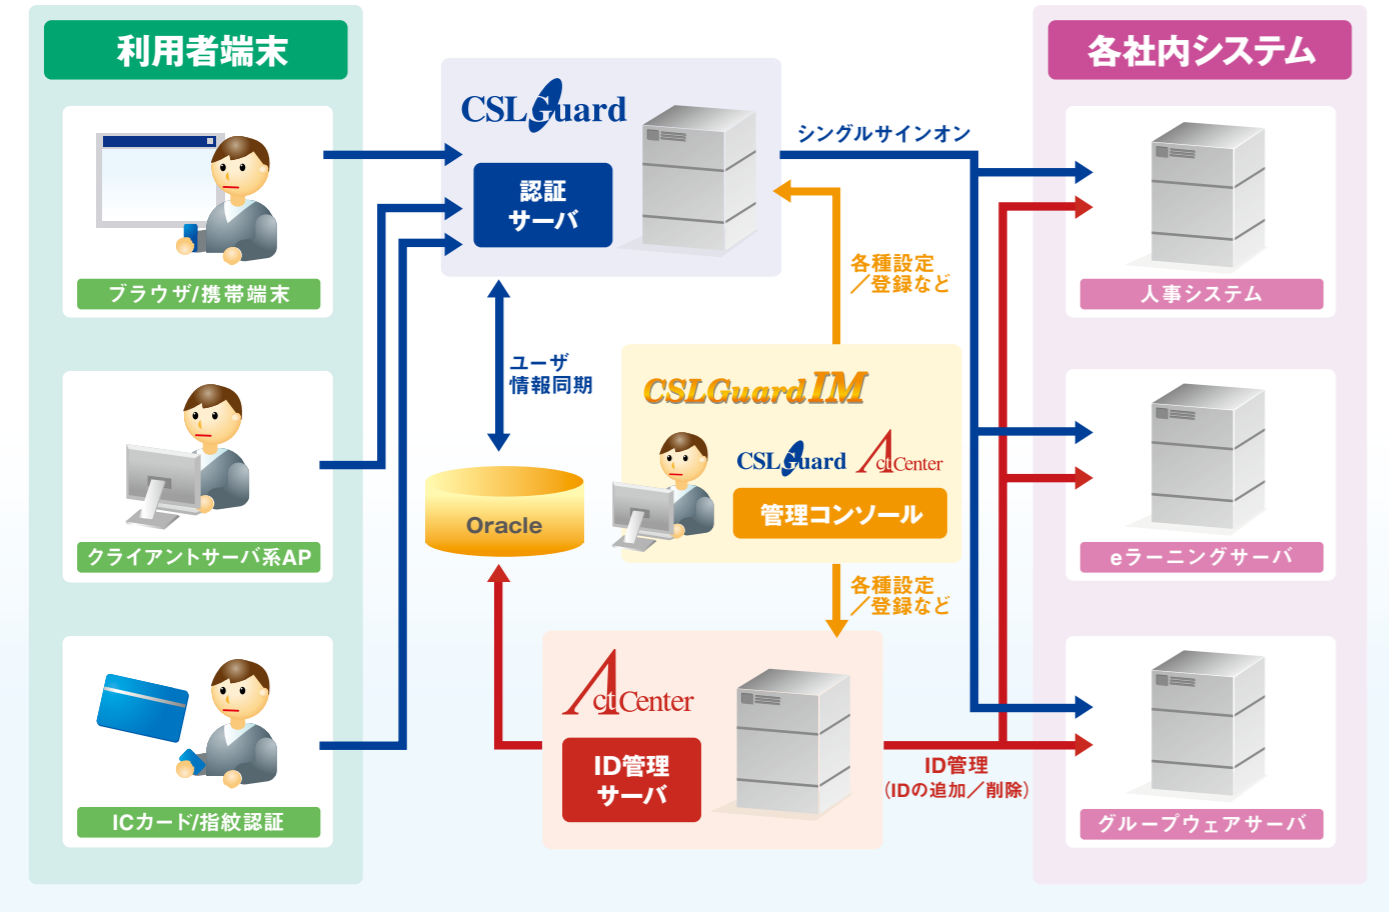 利用者端末
ブラウザ/携帯端末
クライアントサーバ系AP
ICカード/指紋認証
CSLGuard
認証
サーバ
シングルサインオン
各種設定
／登録など
ユーザ
情報同期
Oracle
CSLGuard IM
CSLGuard
ActCenter
管理コンソール
各種設定
／登録など
ActCenter
ID管理
サーバ
ID管理
(IDの追加／削除)
各社内システム
人事システム
eラーニングサーバ
グループウェアサーバ